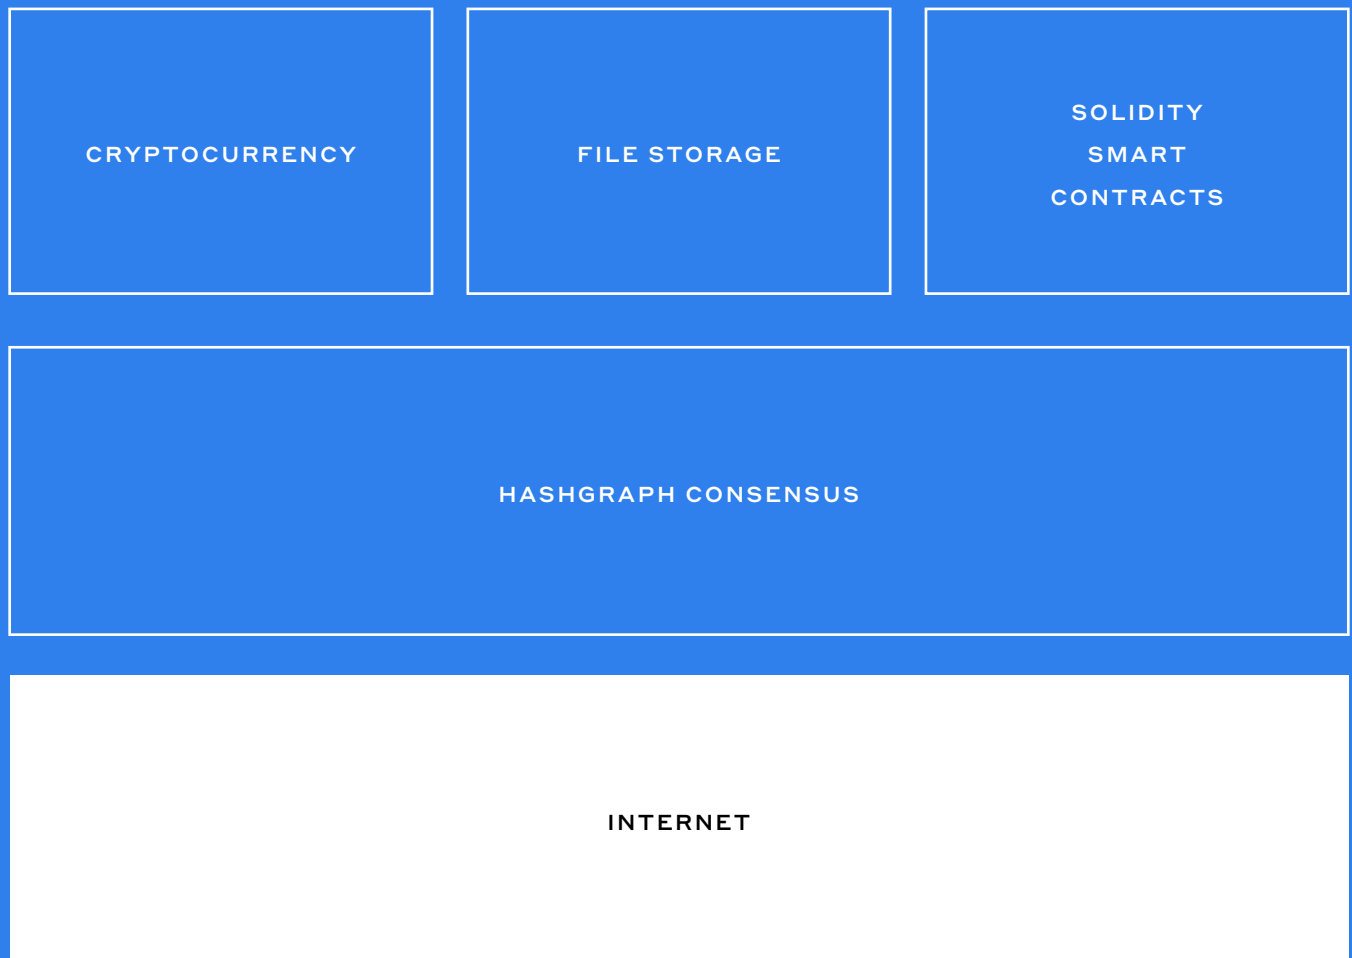 CRYPTOCURRENCY
FILE STORAGE
SOLIDITY
SMART
CONTRACTS
HASHGRAPH CONSENSUS
INTERNET